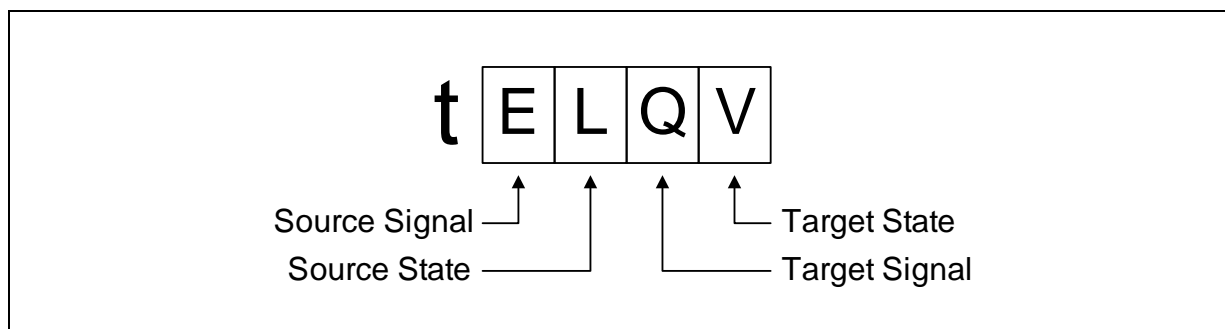 t E L Q V
Source Signal
Target State
Source State
Target Signal